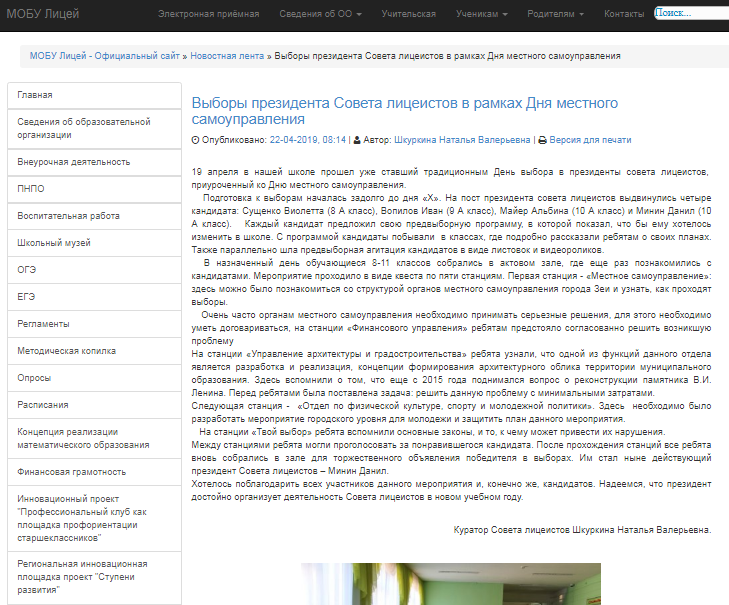 МОБУ Лицей
Электронная приёмная Сведения об ОО Учительская Ученикам Родителям Контакты Поиск...
МОБУ Лицей - Официальный сайт » Новостная лента » Выборы президента Совета лицеистов в рамках Дня местного самоуправления
Главная
Сведения об образовательной
организации
Внеурочная деятельность
ПНПО
Воспитательная работа
Школьный музей
ОГЭ
ЕГЭ
Регламенты
Методическая копилка
Опросы
Расписания
Концепция реализации
математического образования
Финансовая грамотность
Инновационный проект
"Профессиональный клуб как
площадка профориентации
старшеклассников"
Региональная инновационная
площадка проект "Ступени
развития"
Выборы президента Совета лицеистов в рамках Дня местного
самоуправления
Опубликовано: 22-04-2019, 08:14 | Автор: Шкуркина Наталья Валерьевна | Версия для печати
19 апреля в нашей школе прошел уже ставший традиционным День выбора в президенты совета лицеистов,
приуроченный ко Дню местного самоуправления.
Подготовка к выборам началась задолго до дня «Х». На пост президента совета лицеистов выдвинулись четыре
кандидата: Сущенко Виолетта (8 А класс), Вопилов Иван (9 А класс), Майер Альбина (10 А класс) и Минин Данил (10
А класс). Каждый кандидат предложил свою предвыборную программу, в которой показал, что бы ему хотелось
изменить в школе. С программой кандидаты побывали в классах, где подробно рассказали ребятам о своих планах.
Также параллельно шла предвыборная агитация кандидатов в виде листовок и видеороликов.
В назначенный день обучающиеся 8-11 классов собрались в актовом зале, где еще раз познакомились с
кандидатами. Мероприятие проходило в виде квеста по пяти станциям. Первая станция - «Местное самоуправление»:
здесь можно было познакомиться со структурой органов местного самоуправления города Зеи и узнать, как проходят
выборы.
Очень часто органам местного самоуправления необходимо принимать серьезные решения, для этого необходимо
уметь договариваться, на станции «Финансового управления» ребятам предстояло согласованно решить возникшую
проблему
На станции «Управление архитектуры и градостроительства» ребята узнали, что одной из функций данного отдела
является разработка и реализация, концепции формирования архитектурного облика территории муниципального
образования. Здесь вспомнили о том, что еще с 2015 года поднимался вопрос о реконструкции памятника В.И.
Ленина. Перед ребятами была поставлена задача: решить данную проблему с минимальными затратами.
Следующая станция - «Отдел по физической культуре, спорту и молодежной политики». Здесь необходимо было
разработать мероприятие городского уровня для молодежи и защитить план данного мероприятия.
На станции «Твой выбор» ребята вспомнили основные законы, и то, к чему может привести их нарушения.
Между станциями ребята могли проголосовать за понравившегося кандидата. После прохождения станций все ребята
вновь собрались в зале для торжественного объявления победителя в выборах. Им стал ныне действующий
президент Совета лицеистов – Минин Данил.
Хотелось поблагодарить всех участников данного мероприятия и, конечно же, кандидатов. Надеемся, что президент
достойно организует деятельность Совета лицеистов в новом учебном году.
Куратор Совета лицеистов Шкуркина Наталья Валерьевна.